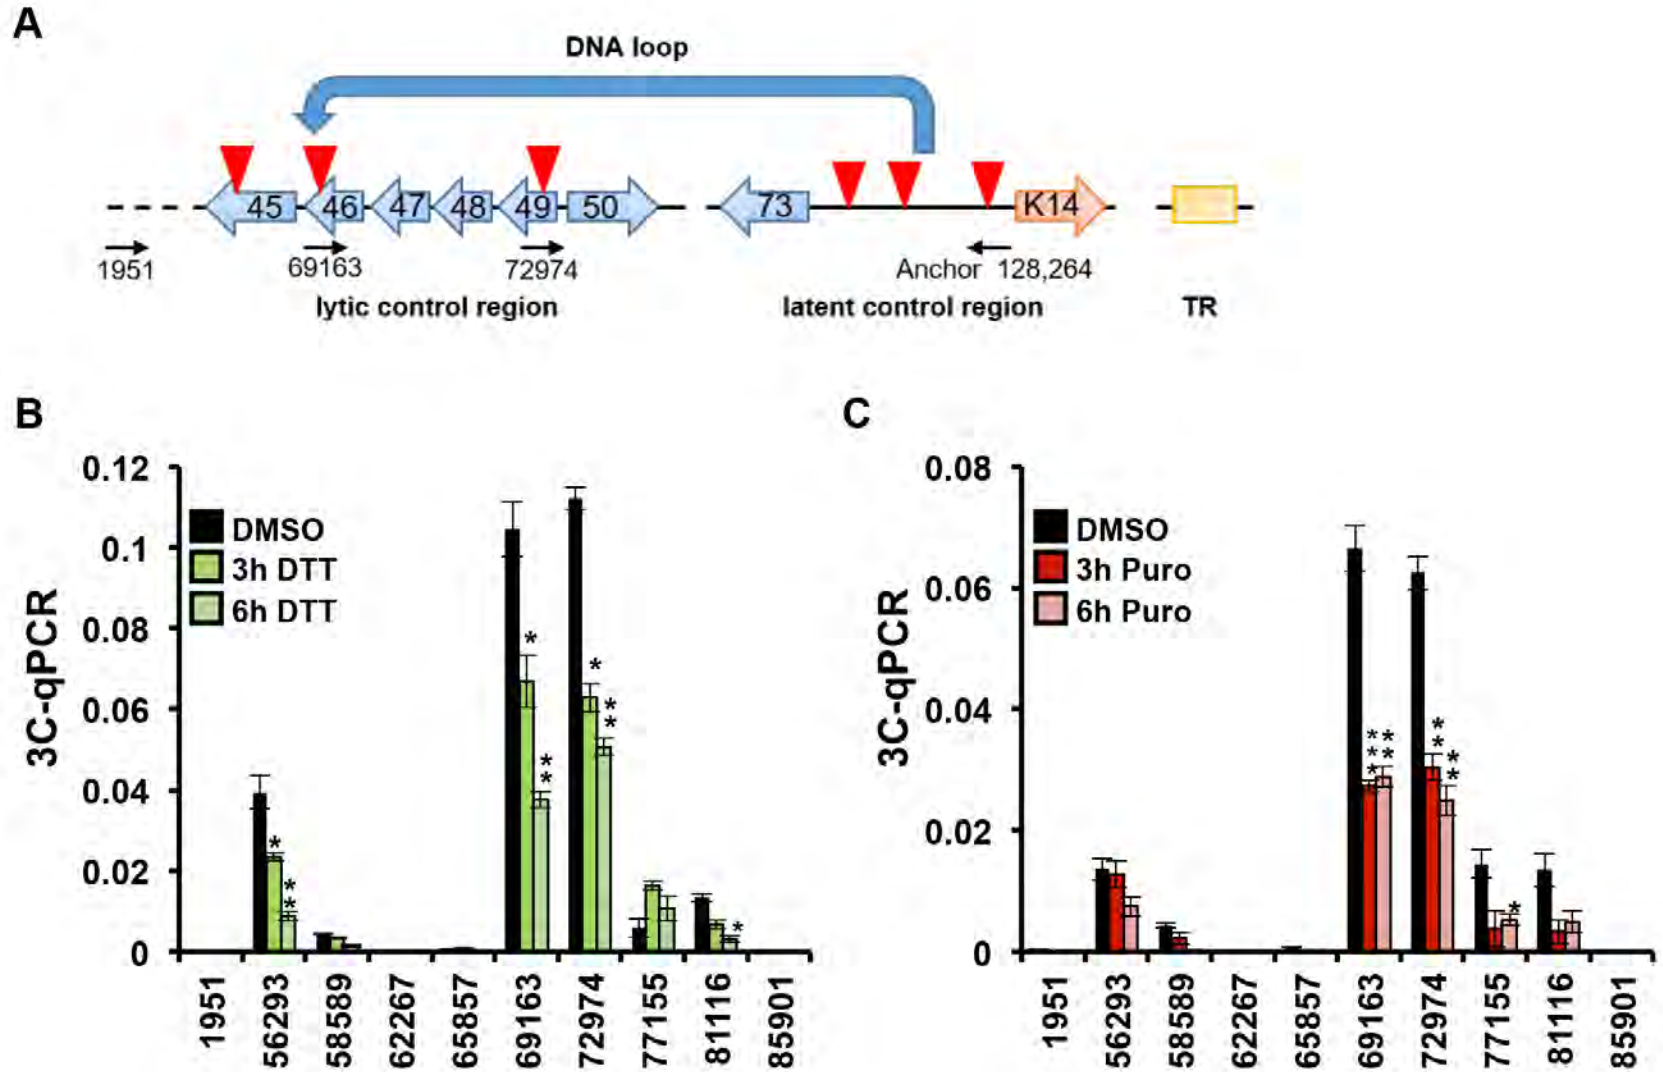 A
DNA loop
45 46 47 48 49 50 73 K14
1951 69163 72974 Anchor 128,264
lytic control region latent control region TR
B
3C-qPCR
0.12
0.1
0.08
0.06
0.04
0.02
0
DMSO
3h DTT
6h DTT
*
**
*
**
*
**
*
1951 56293 58589 62267 65857 69163 72974 77155 81116 85901
C
3C-qPCR
0.08
0.06
0.04
0.02
0
DMSO
3h Puro
6h Puro
***
**
**
**
*
1951 56293 58589 62267 65857 69163 72974 77155 81116 85901